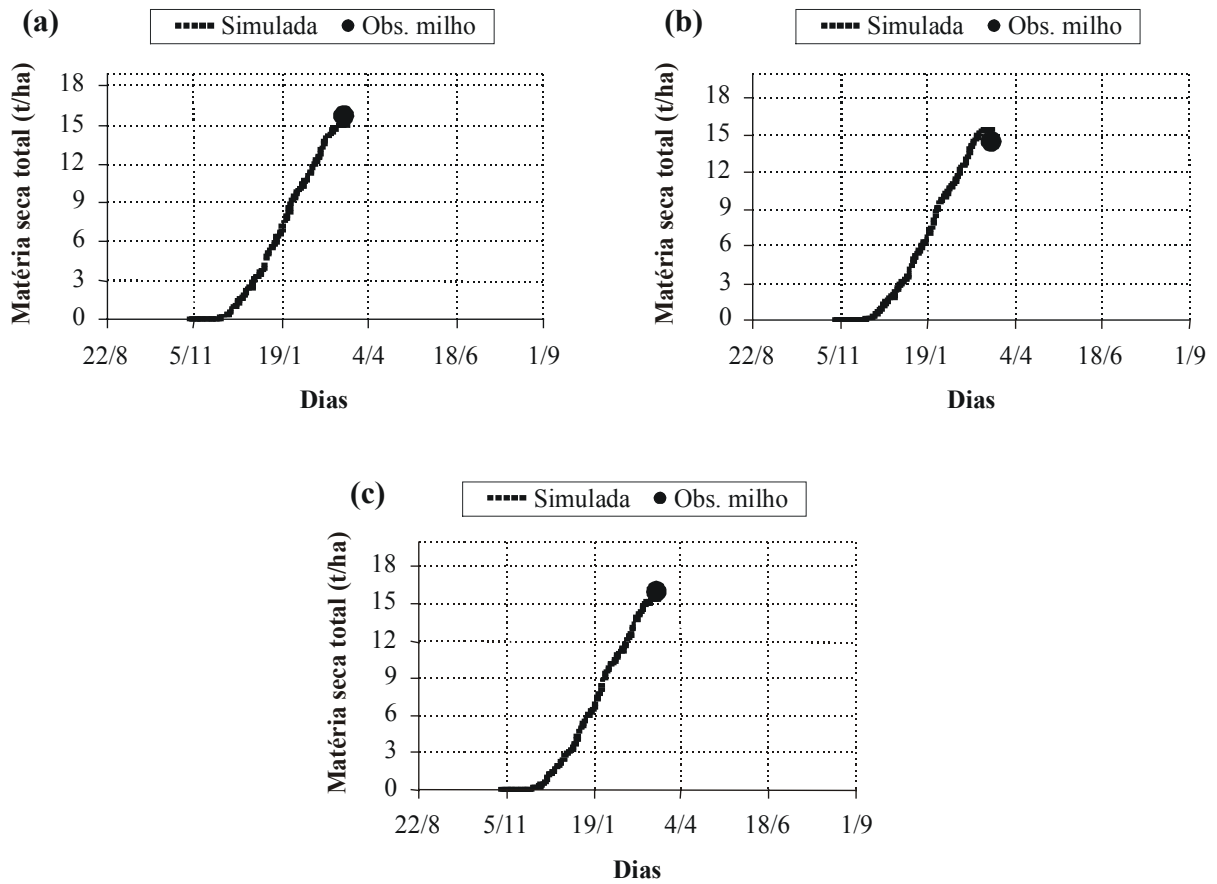 (a)
Simulada Obs. milho
Matéria seca total (t/ha)
18
15
12
9
6
3
0
22/8 5/11 19/1 4/4 18/6 1/9
Dias
(b)
Simulada Obs. milho
Matéria seca total (t/ha)
18
15
12
9
6
3
0
22/8 5/11 19/1 4/4 18/6 1/9
Dias
(c)
Simulada Obs. milho
Matéria seca total (t/ha)
18
15
12
9
6
3
0
22/8 5/11 19/1 4/4 18/6 1/9
Dias